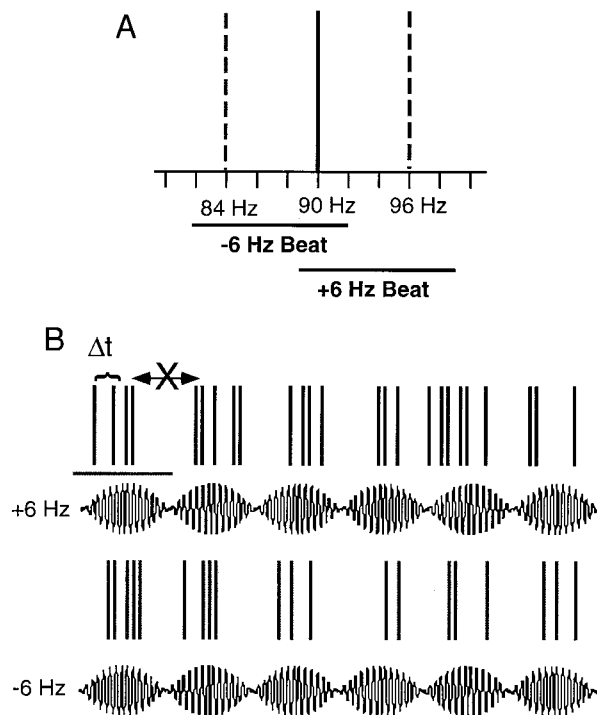 A
84 Hz 90 Hz 96 Hz
-6 Hz Beat
+6 Hz Beat
B
Δt
X
+6 Hz
-6 Hz